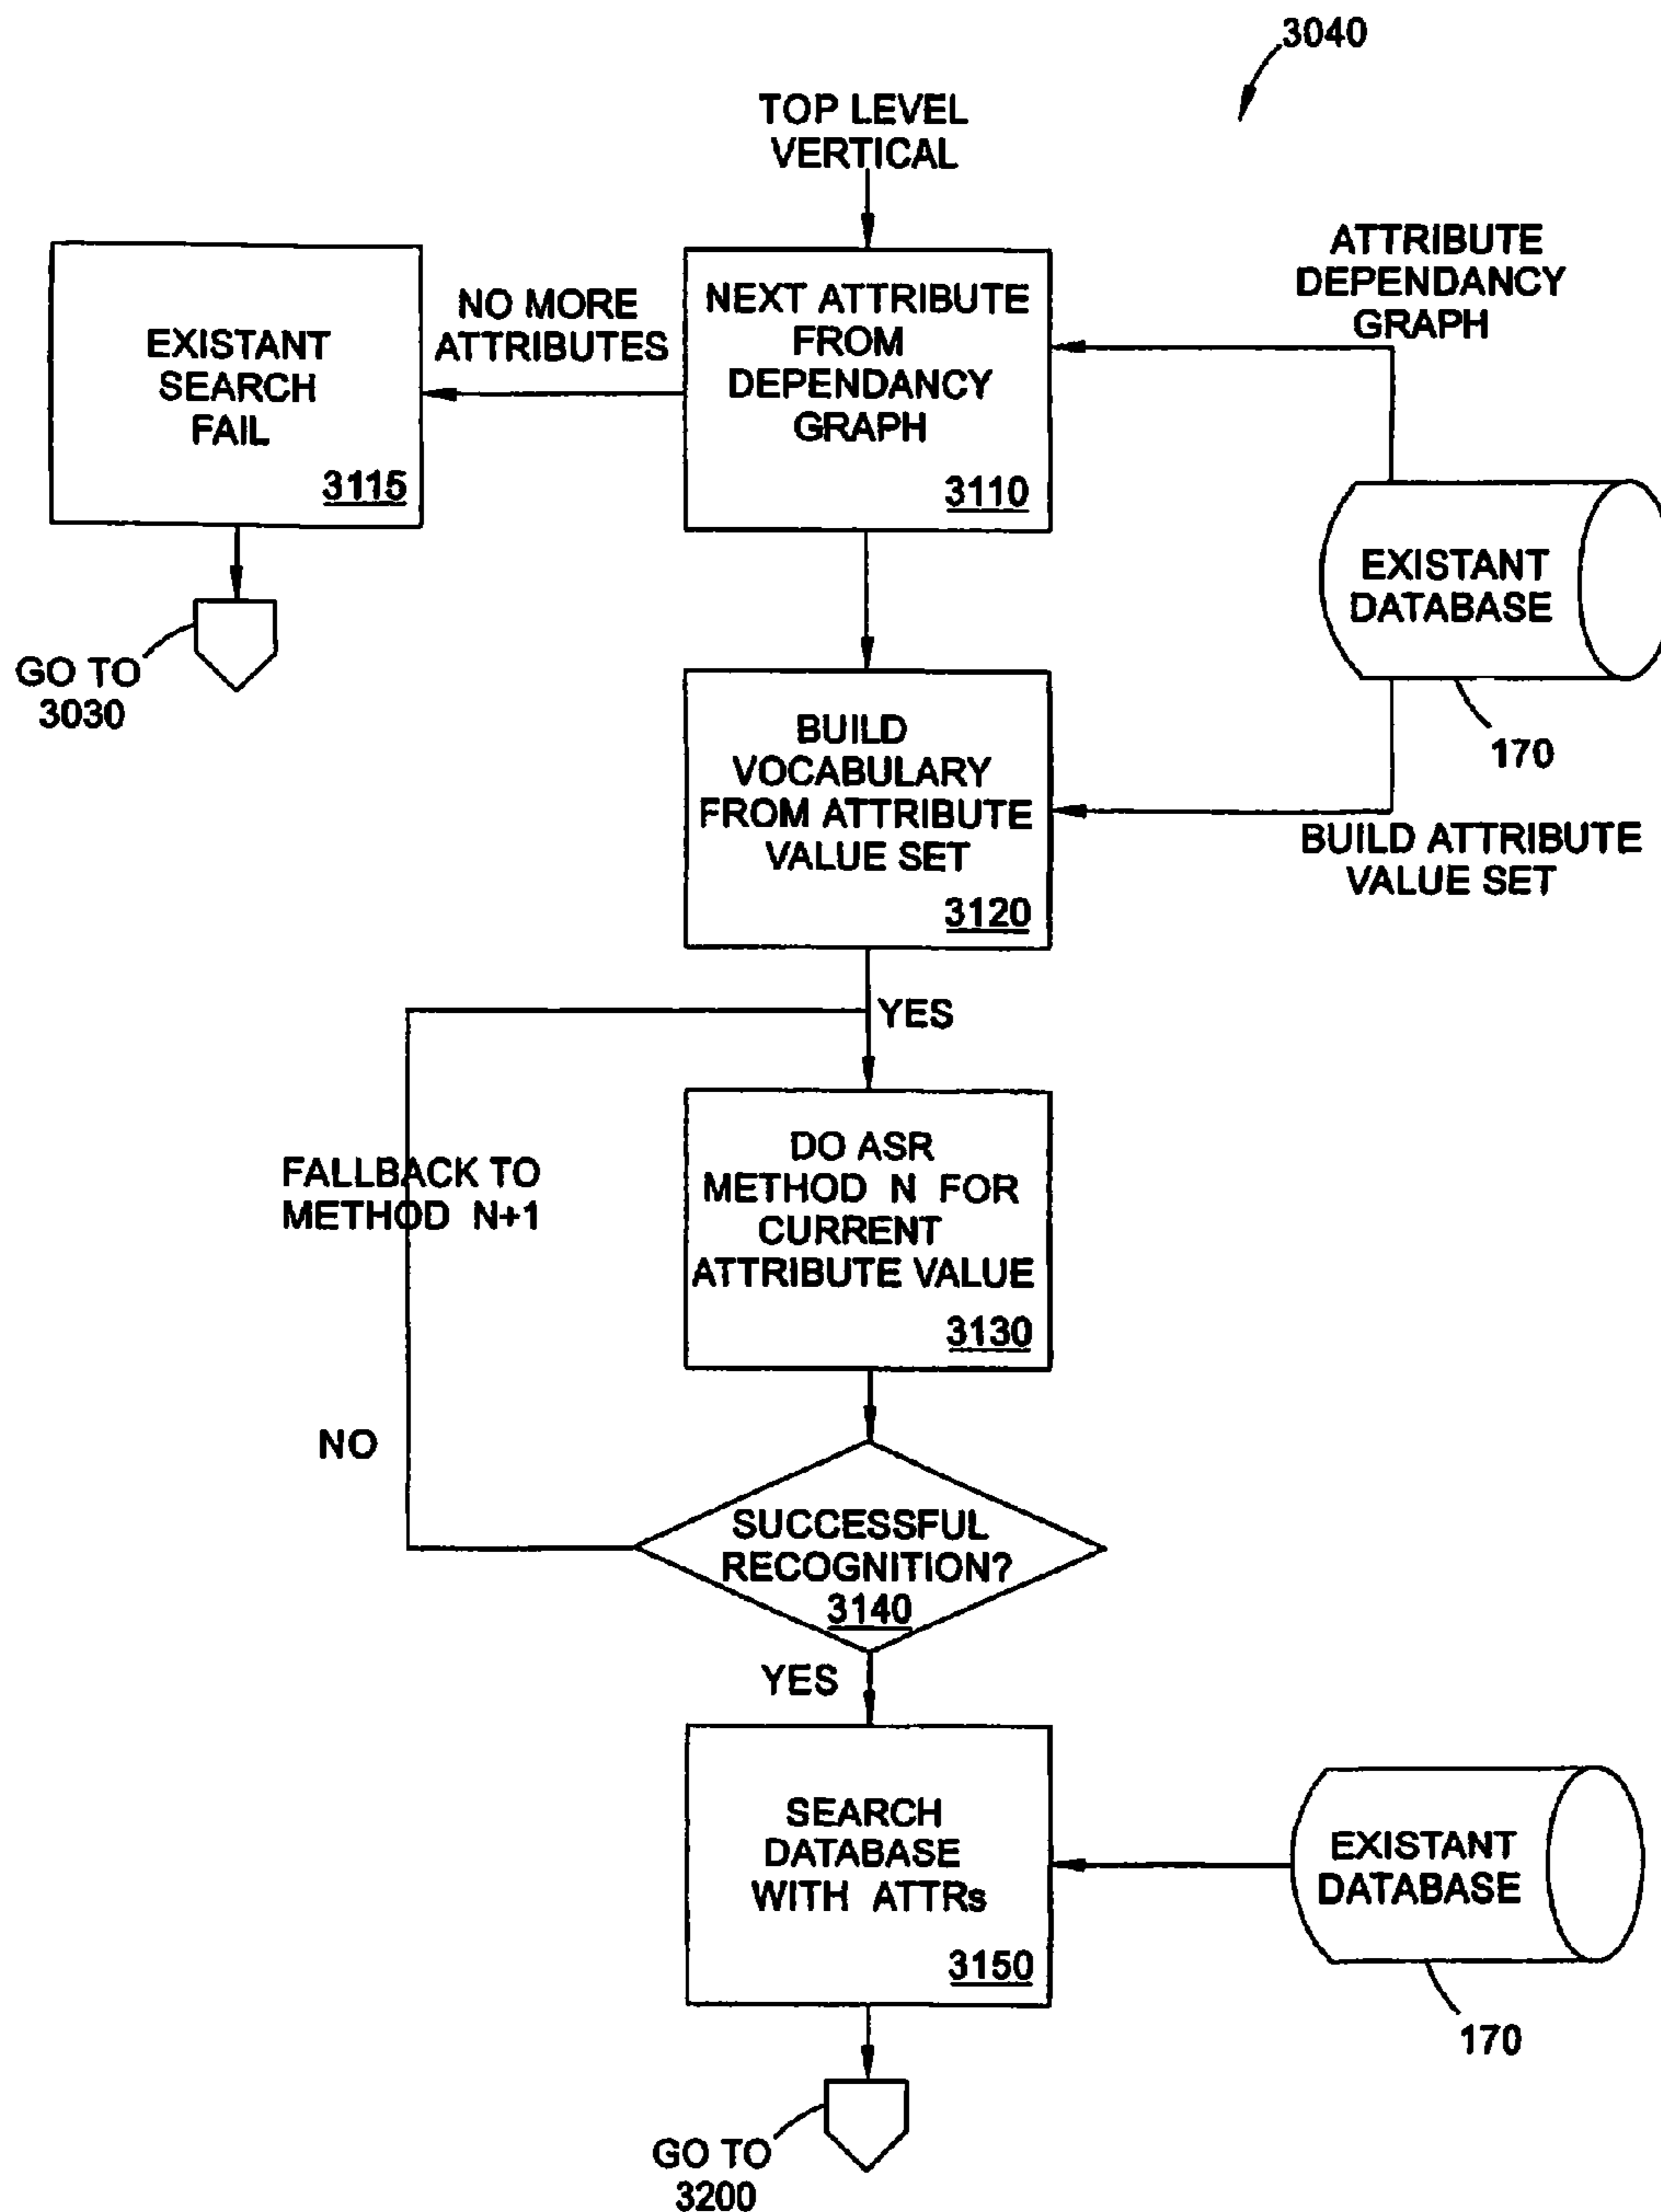 3040
TOP LEVEL
VERTICAL
EXISTANT
SEARCH
FAIL
3115
NO MORE
ATTRIBUTES
NEXT ATTRIBUTE
FROM
DEPENDANCY
GRAPH
3110
ATTRIBUTE
DEPENDANCY
GRAPH
EXISTANT
DATABASE
170
GO TO
3030
BUILD
VOCABULARY
FROM ATTRIBUTE
VALUE SET
3120
BUILD ATTRIBUTE
VALUE SET
YES
FALLBACK TO
METHOD N+1
DO ASR
METHOD N FOR
CURRENT
ATTRIBUTE VALUE
3130
NO
SUCCESSFUL
RECOGNITION?
3140
YES
SEARCH
DATABASE
WITH ATTRs
3150
EXISTANT
DATABASE
170
GO TO
3200